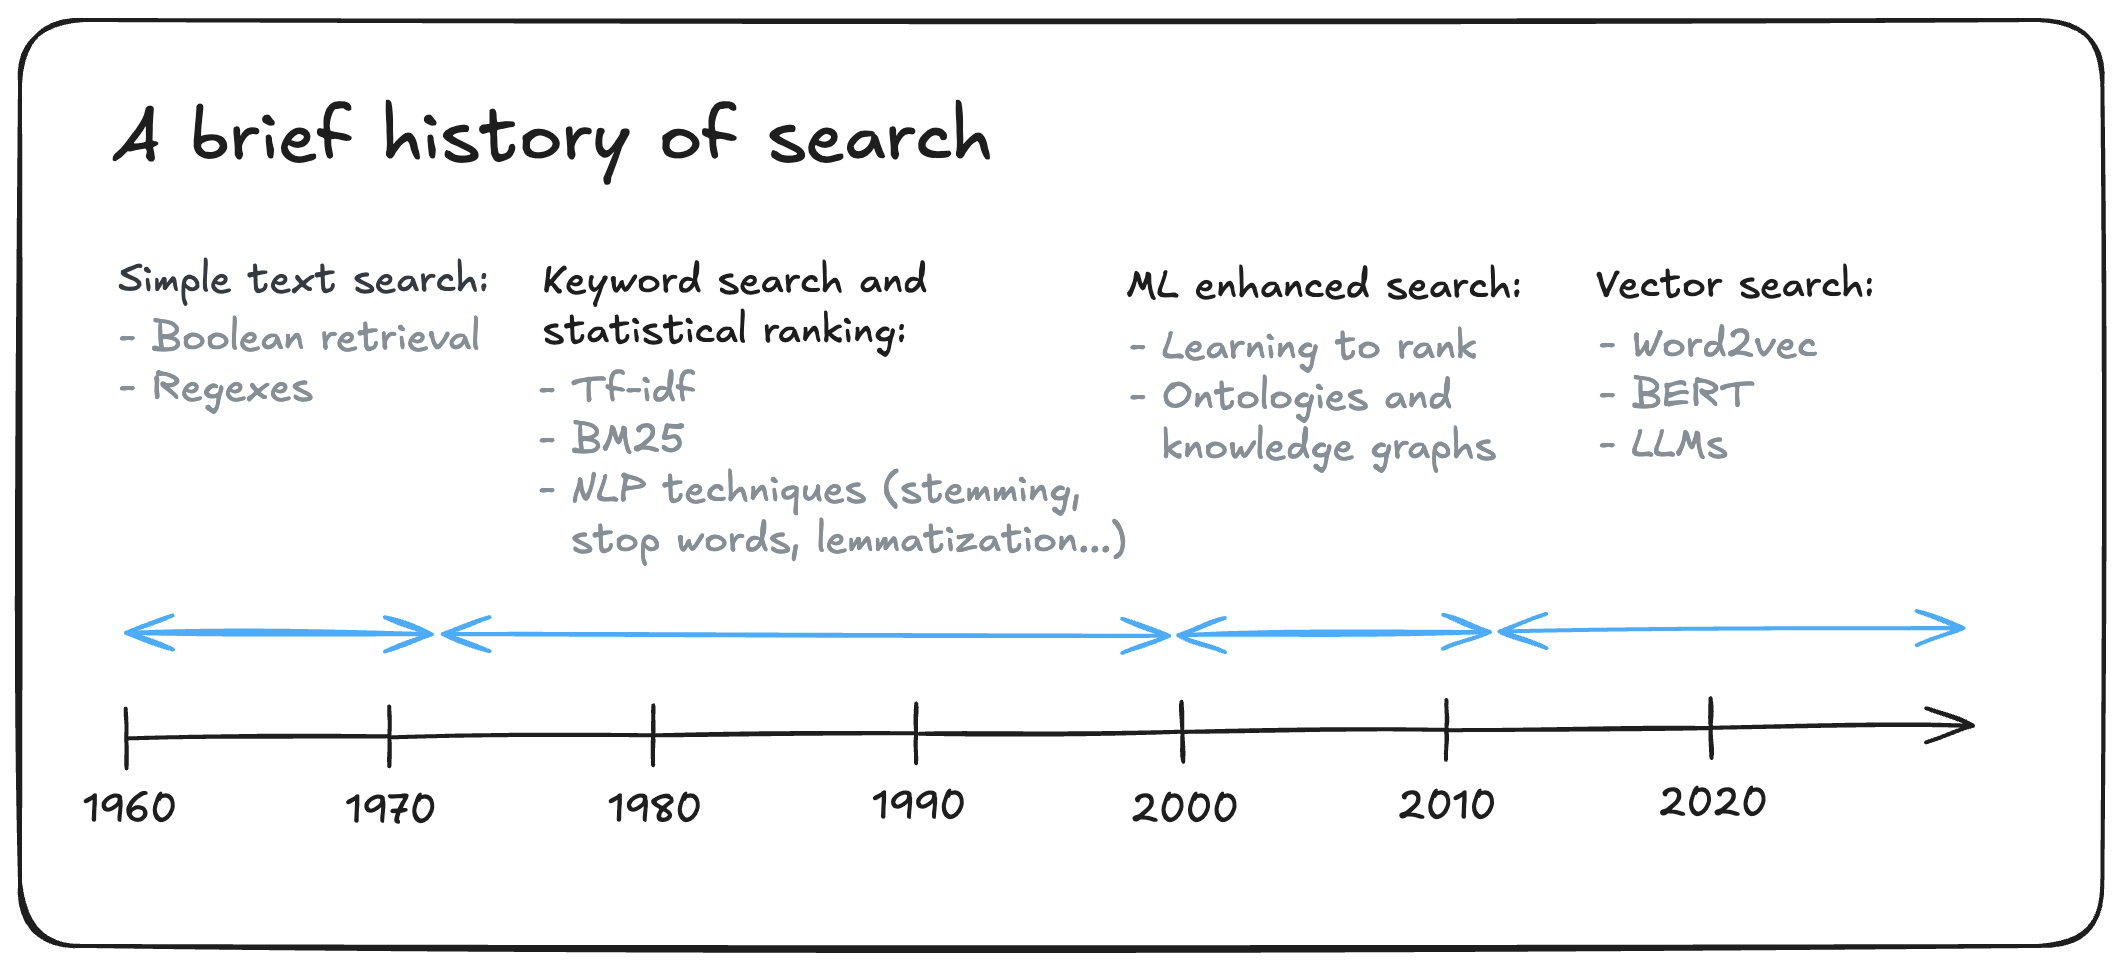 A brief history of search
Simple text search:
- Boolean retrieval
- Regexes
Keyword search and
statistical ranking:
- Tf-idf
- BM25
- NLP techniques (stemming,
stop words, lemmatization...)
ML enhanced search:
- Learning to rank
- Ontologies and
knowledge graphs
Vector search:
- Word2vec
- BERT
- LLMs
1960
1970
1980
1990
2000
2010
2020